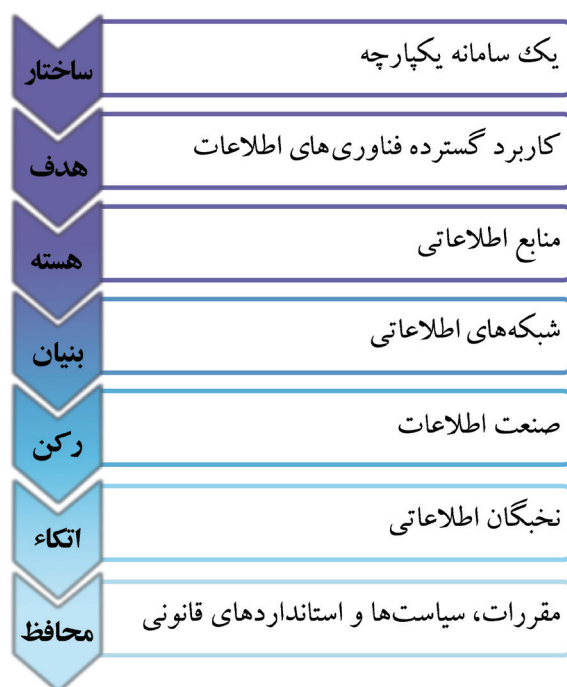 ساختار
یک سامانه یکپارچه
هدف
کاربرد گسترده فناوری‌های اطلاعات
هسته
منابع اطلاعاتی
بنیان
شبکه‌های اطلاعاتی
رکن
صنعت اطلاعات
اتکاء
نخبگان اطلاعاتی
محافظ
مقررات، سیاست‌ها و استانداردهای قانونی